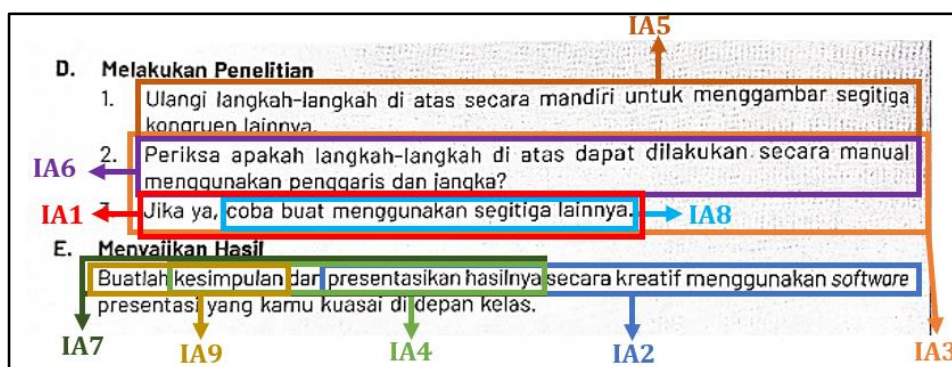 IA5
D. Melakukan Penelitian
1. Ulangi langkah-langkah di atas secara mandiri untuk menggambar segitiga
kongruen lainnya.
2. Periksa apakah langkah-langkah di atas dapat dilakukan secara manual
IA6
menggunakan penggaris dan jangka?
IA1
Jika ya, coba buat menggunakan segitiga lainnya.
IA8
E. Menyajikan Hasil
Buatlah kesimpulan dan presentasikan hasilnya secara kreatif menggunakan software
presentasi yang kamu kuasai di depan kelas.
IA7 IA9 IA4 IA2 IA3